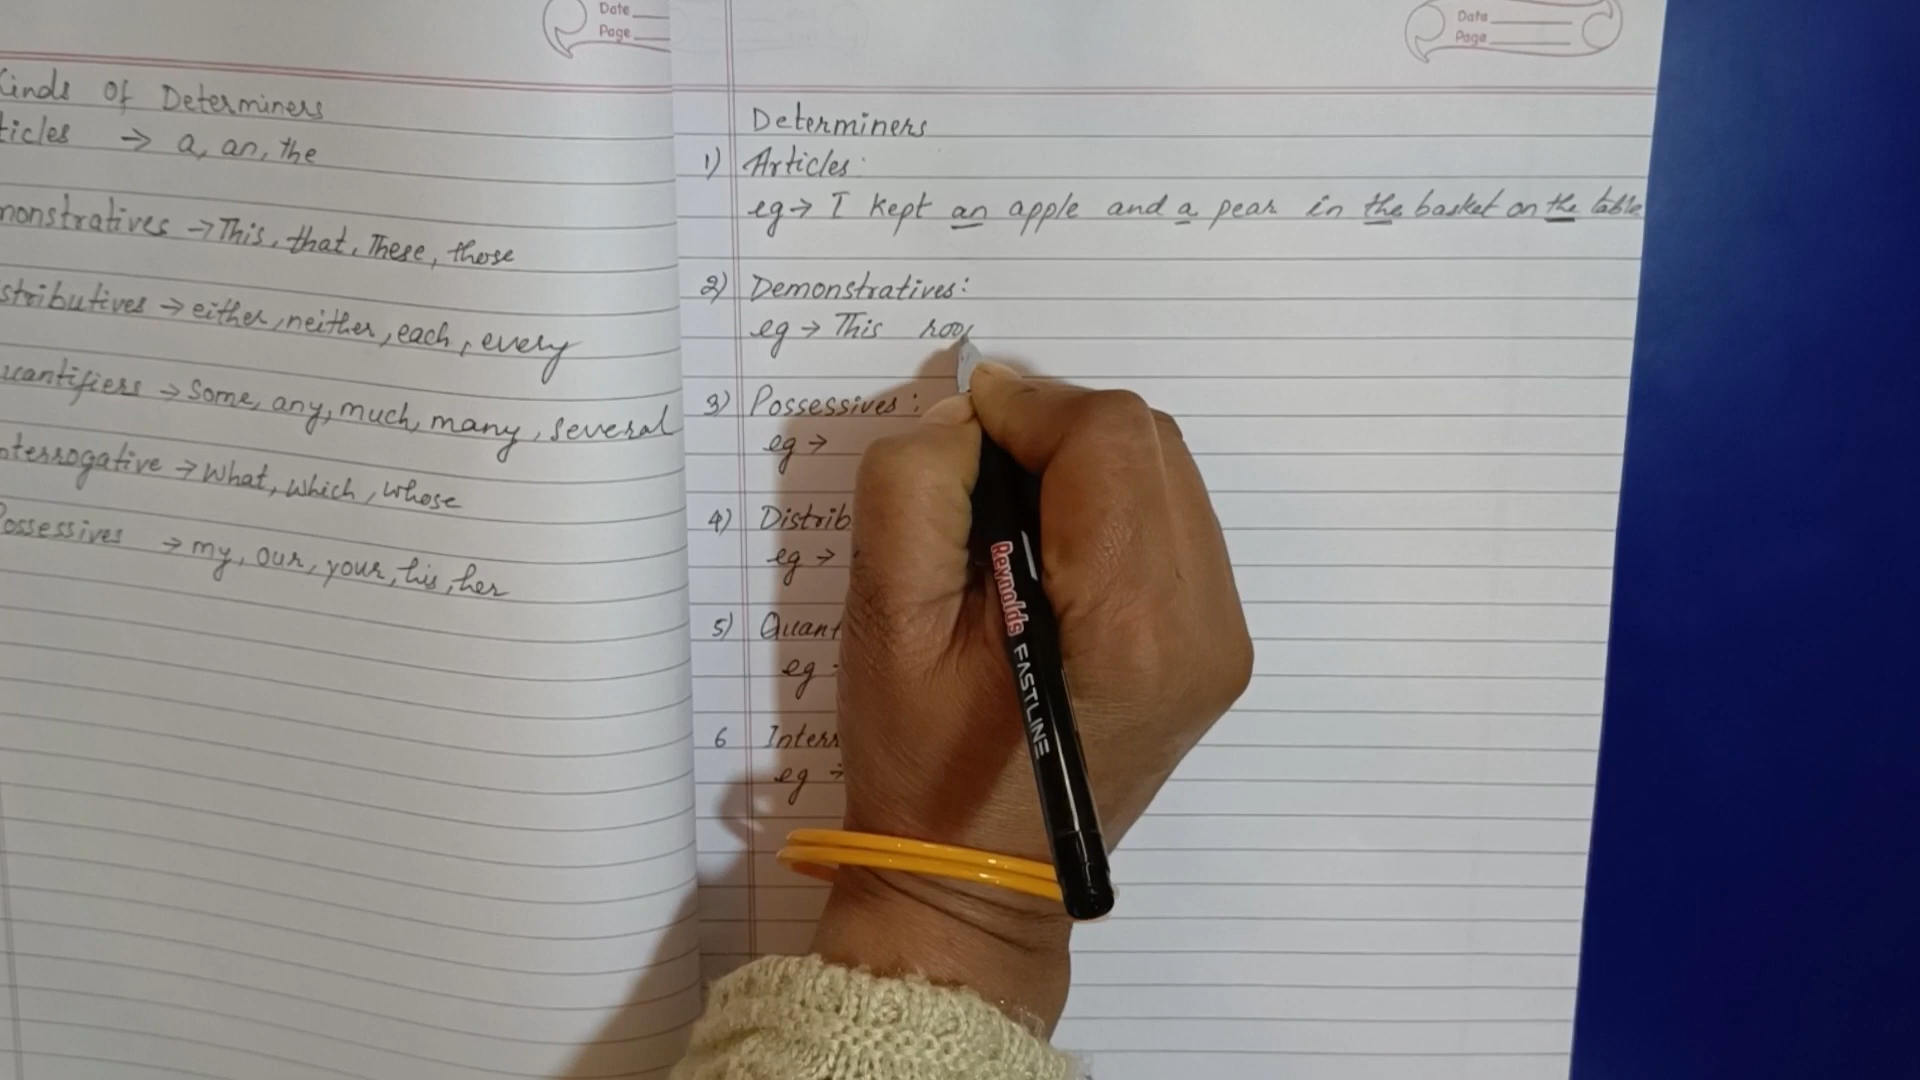 Date
Page
Kinds Of Determiners
ticles → a, an, the
monstratives → This, that, These, those
stributives → either, neither, each, every
uantifiers → Some, any, much, many, several
nterrogative → What, which, whose
Possessives → my, our, your, his, her
Date
Page
Determiners
1) Articles:
eg → I kept an apple and a pear in the basket on the table
2) Demonstratives:
eg → This roo
3) Possessives:
eg →
4) Distrib
eg →
5) Quant
eg
6 Interr
eg →
Reynolds FASTLINE